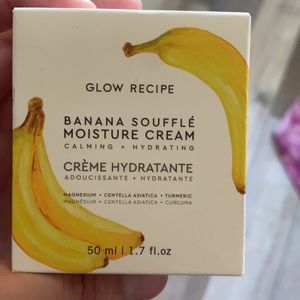 GLOW RECIPE
BANANA SOUFFLÉ
MOISTURE CREAM
CALMING + HYDRATING
CRÈME HYDRATANTE
ADOUCISSANTE + HYDRATANTE
MAGNESIUM + CENTELLA ASIATICA + TURMERIC
MAGNÉSIUM + CENTELLA ASIATICA + CURCUMA
50 ml | 1.7 fl.oz